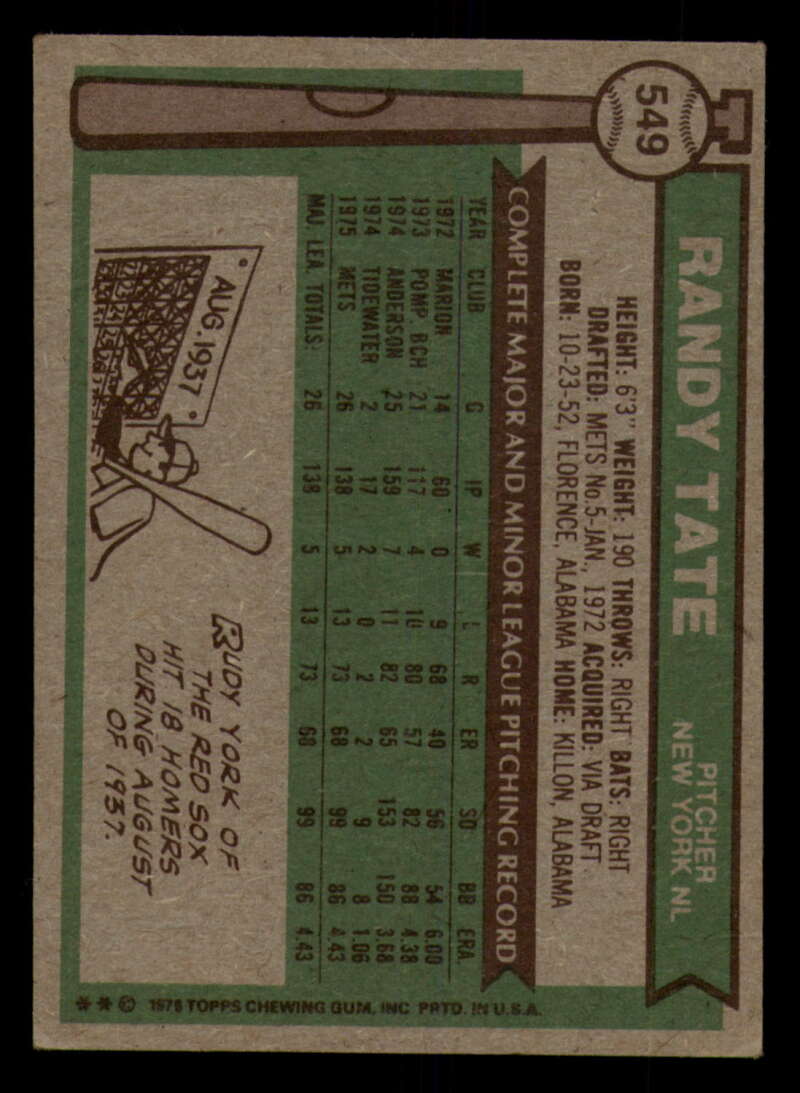 549
RANDY TATE
PITCHER
NEW YORK NL
HEIGHT: 6'3" WEIGHT: 190 THROWS: RIGHT BATS: RIGHT
DRAFTED: METS No.5-JAN., 1972 ACQUIRED: VIA DRAFT
BORN: 10-23-52, FLORENCE, ALABAMA HOME: KILLON, ALABAMA
COMPLETE MAJOR AND MINOR LEAGUE PITCHING RECORD
YEAR CLUB G IP W L R ER SO BB ERA
1972 MARION 14 60 0 9 68 40 56 54 6.00
1973 POMP. BCH 21 117 4 10 80 57 82 88 4.38
1974 ANDERSON 25 159 7 11 82 65 153 150 3.68
1974 TIDEWATER 2 17 2 0 2 2 9 8 1.06
1975 METS 26 138 5 13 73 68 99 86 4.43
MAJ. LEA. TOTALS: 26 138 5 13 73 68 99 86 4.43
AUG 1937
RUDY YORK OF
THE RED SOX
HIT 18 HOMERS
DURING AUGUST
OF 1937.
** © 1976 TOPPS CHEWING GUM, INC PRTD. IN U.S.A.